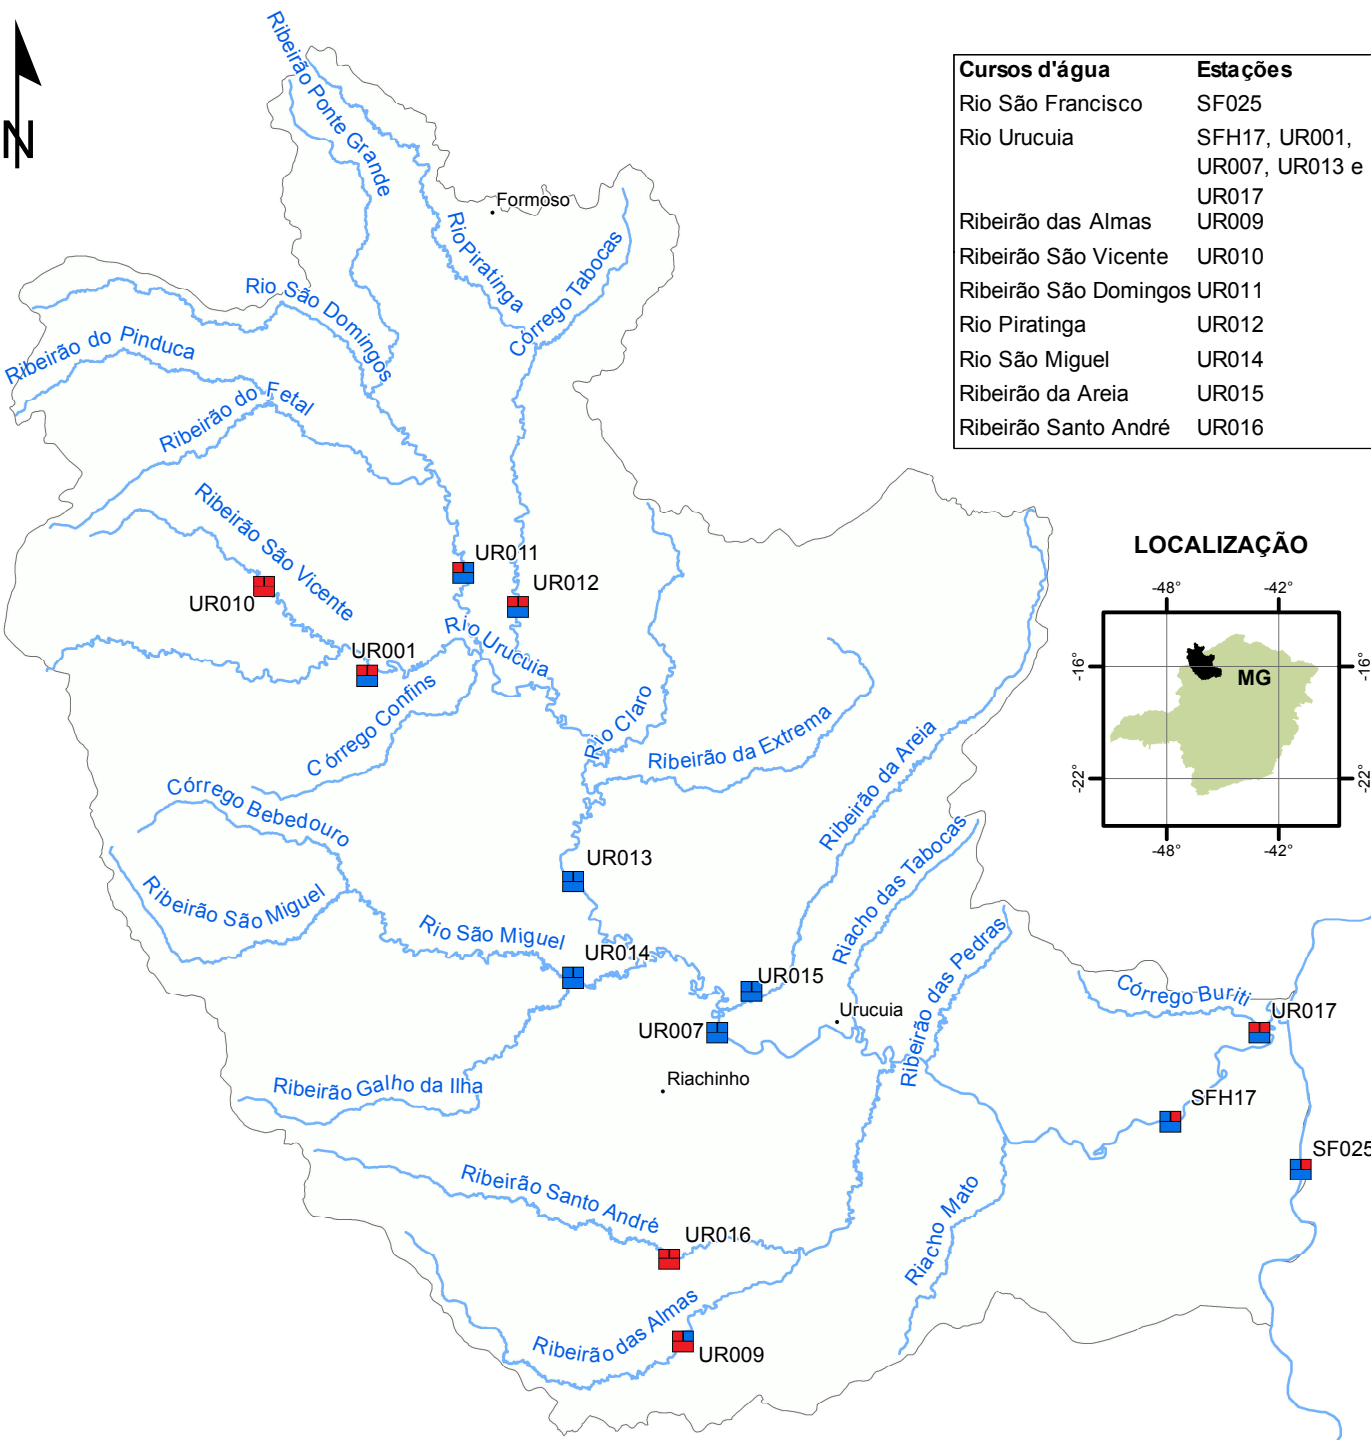 N
Cursos d'água Estações
Rio São Francisco SF025
Rio Urucuia SFH17, UR001,
UR007, UR013 e
UR017
Ribeirão das Almas UR009
Ribeirão São Vicente UR010
Ribeirão São Domingos UR011
Rio Piratinga UR012
Rio São Miguel UR014
Ribeirão da Areia UR015
Ribeirão Santo André UR016
Ribeirão Ponte Grande
Formoso
Rio Piratinga
Córrego Tabocas
Rio São Domingos
Ribeirão do Pinduca
Ribeirão do Fetal
Ribeirão São Vicente
UR011
UR012
UR010
UR001
Rio Urucuia
Córrego Confins
Rio Claro
Ribeirão da Extrema
Ribeirão da Areia
Córrego Bebedouro
Ribeirão São Miguel
UR013
Rio São Miguel
UR014
Riacho das Tabocas
Ribeirão das Pedras
UR015
Urucuia
UR007
Riachinho
Ribeirão Galho da Ilha
Córrego Buriti
UR017
SFH17
SF025
Ribeirão Santo André
UR016
Riacho Mato
Ribeirão das Almas
UR009
LOCALIZAÇÃO
-48° -42°
-16° -16°
MG
-22° -22°
-48° -42°